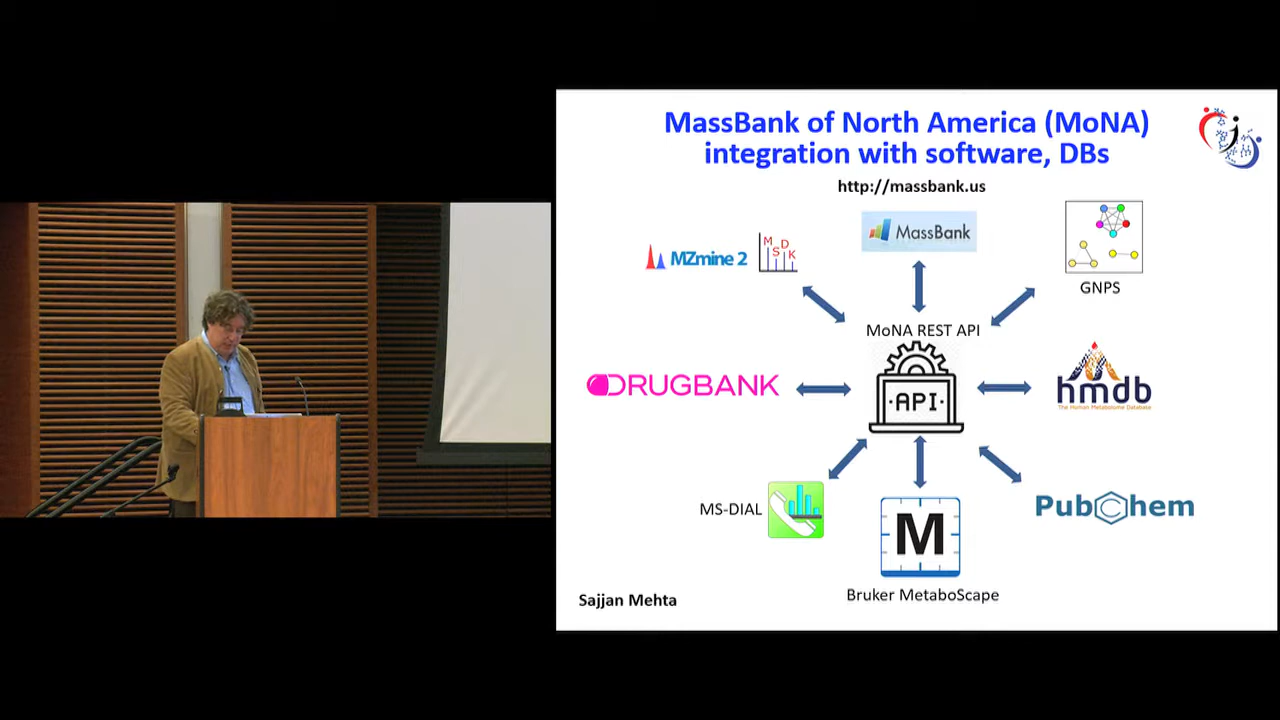 MassBank of North America (MoNA)
integration with software, DBs
http://massbank.us
MassBank
MZmine 2
M S D K
GNPS
MoNA REST API
·API·
DRUGBANK
hmdb
The Human Metabolome Database
MS-DIAL
M
PubChem
Bruker MetaboScape
Sajjan Mehta